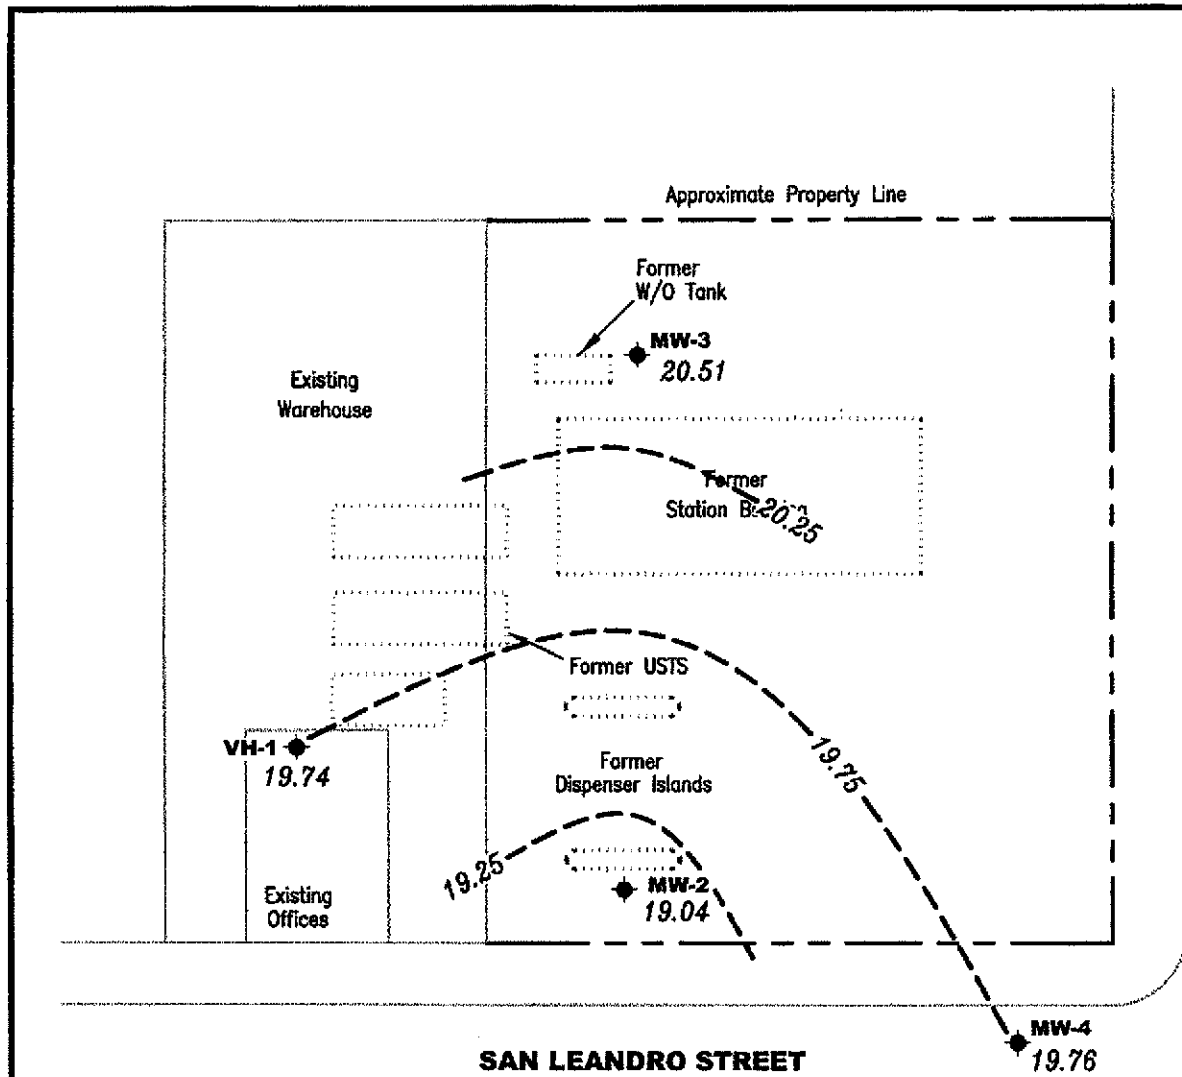 Approximate Property Line
Former
W/O Tank
MW-3
20.51
Existing
Warehouse
Former
Station
20.25
Former USTS
VH-1
19.74
Former
Dispenser Islands
19.75
19.25
MW-2
19.04
Existing
Offices
MW-4
19.76
SAN LEANDRO STREET